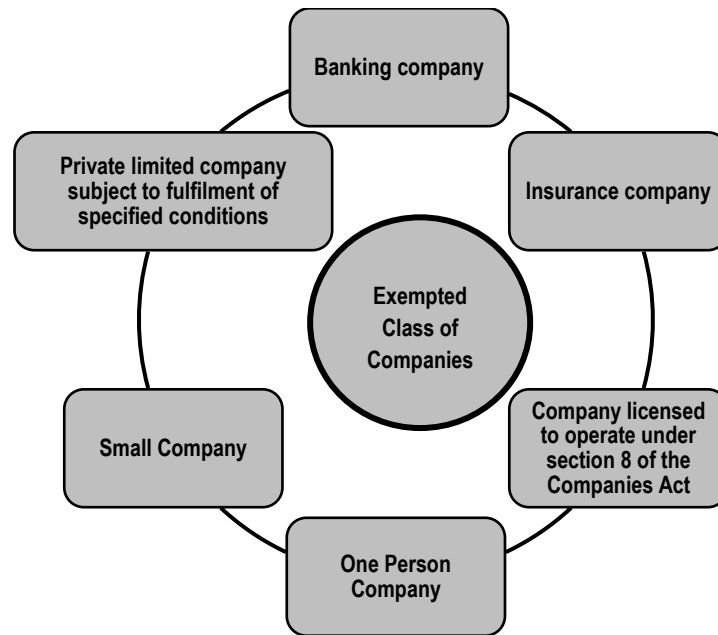 Banking company
Private limited company
subject to fulfilment of
specified conditions
Insurance company
Exempted
Class of
Companies
Small Company
Company licensed
to operate under
section 8 of the
Companies Act
One Person
Company